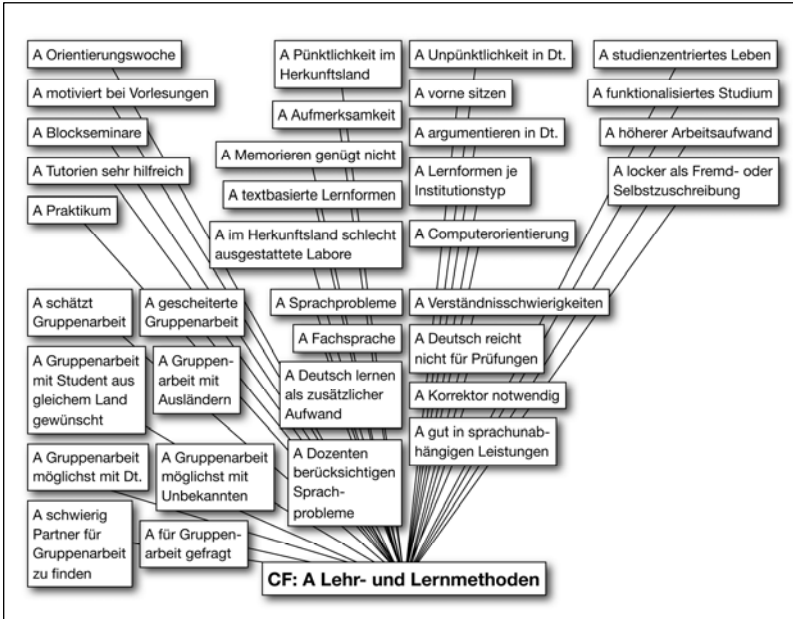 A Orientierungswoche
A motiviert bei Vorlesungen
A Blockseminare
A Tutorien sehr hilfreich
A Praktikum
A Pünktlichkeit im
Herkunftsland
A Aufmerksamkeit
A Memorieren genügt nicht
A textbasierte Lernformen
A im Herkunftsland schlecht
ausgestattete Labore
A Unpünktlichkeit in Dt.
A vorne sitzen
A argumentieren in Dt.
A Lernformen je
Institutionstyp
A Computerorientierung
A studienzentriertes Leben
A funktionalisiertes Studium
A höherer Arbeitsaufwand
A locker als Fremd- oder
Selbstzuschreibung
A schätzt
Gruppenarbeit
A gescheiterte
Gruppenarbeit
A Gruppenarbeit
mit Student aus
gleichem Land
gewünscht
A Gruppen-
arbeit mit
Ausländern
A Gruppenarbeit
möglichst mit Dt.
A Gruppenarbeit
möglichst mit
Unbekannten
A schwierig
Partner für
Gruppenarbeit
zu finden
A für Gruppen-
arbeit gefragt
A Sprachprobleme
A Fachsprache
A Deutsch lernen
als zusätzlicher
Aufwand
A Dozenten
berücksichtigen
Sprach-
probleme
A Verständnisschwierigkeiten
A Deutsch reicht
nicht für Prüfungen
A Korrektor notwendig
A gut in sprachunab-
hängigen Leistungen
CF: A Lehr- und Lernmethoden